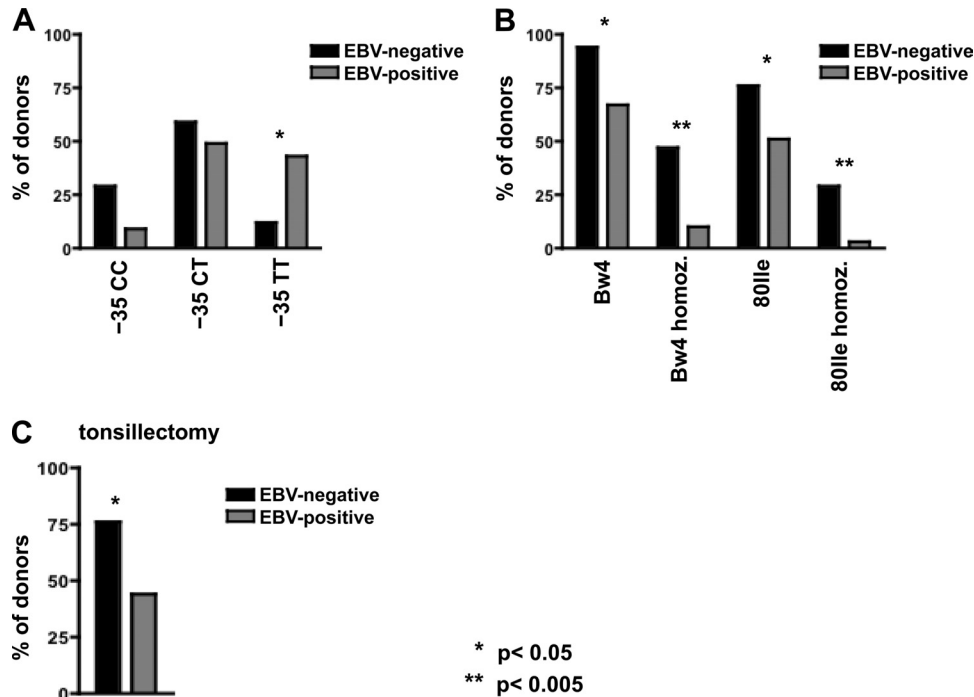 A
100
75
50
25
0
% of donors
EBV-negative
EBV-positive
*
–35 CC
–35 CT
–35 TT
B
100
75
50
25
0
% of donors
EBV-negative
EBV-positive
*
**
*
**
Bw4
Bw4 homoz.
80Ile
80Ile homoz.
C tonsillectomy
100
75
50
25
0
% of donors
EBV-negative
EBV-positive
*
* p< 0.05
** p< 0.005